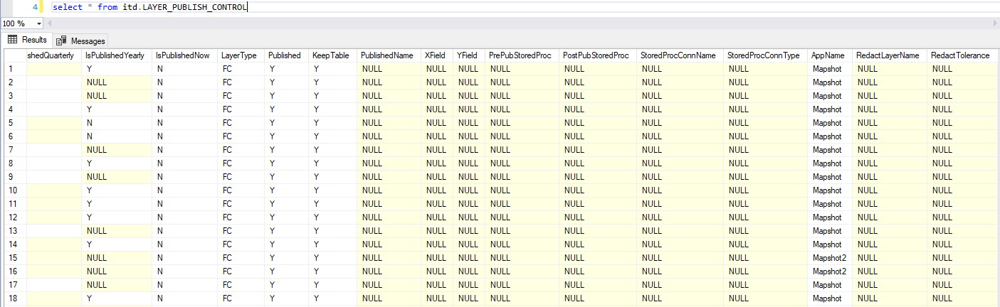 4 select * from itd.LAYER_PUBLISH_CONTROL
100 %
Results Messages
shedQuarterly IsPublishedYearly IsPublishedNow LayerType Published KeepTable PublishedName XField YField PrePubStoredProc PostPubStoredProc StoredProcConnName StoredProcConnType AppName RedactLayerName RedactTolerance
1 Y N FC Y Y NULL NULL NULL NULL NULL NULL NULL Mapshot NULL NULL
2 NULL N FC Y Y NULL NULL NULL NULL NULL NULL NULL Mapshot NULL NULL
3 NULL N FC Y Y NULL NULL NULL NULL NULL NULL NULL Mapshot NULL NULL
4 Y N FC Y Y NULL NULL NULL NULL NULL NULL NULL Mapshot NULL NULL
5 N N FC Y Y NULL NULL NULL NULL NULL NULL NULL Mapshot NULL NULL
6 N N FC Y Y NULL NULL NULL NULL NULL NULL NULL Mapshot NULL NULL
7 NULL N FC Y Y NULL NULL NULL NULL NULL NULL NULL Mapshot NULL NULL
8 Y N FC Y Y NULL NULL NULL NULL NULL NULL NULL Mapshot NULL NULL
9 NULL N FC Y Y NULL NULL NULL NULL NULL NULL NULL Mapshot NULL NULL
10 Y N FC Y Y NULL NULL NULL NULL NULL NULL NULL Mapshot NULL NULL
11 Y N FC Y Y NULL NULL NULL NULL NULL NULL NULL Mapshot NULL NULL
12 Y N FC Y Y NULL NULL NULL NULL NULL NULL NULL Mapshot NULL NULL
13 NULL N FC Y Y NULL NULL NULL NULL NULL NULL NULL Mapshot NULL NULL
14 Y N FC Y Y NULL NULL NULL NULL NULL NULL NULL Mapshot NULL NULL
15 NULL N FC Y Y NULL NULL NULL NULL NULL NULL NULL Mapshot2 NULL NULL
16 NULL N FC Y Y NULL NULL NULL NULL NULL NULL NULL Mapshot2 NULL NULL
17 NULL N FC Y Y NULL NULL NULL NULL NULL NULL NULL Mapshot NULL NULL
18 Y N FC Y Y NULL NULL NULL NULL NULL NULL NULL Mapshot NULL NULL